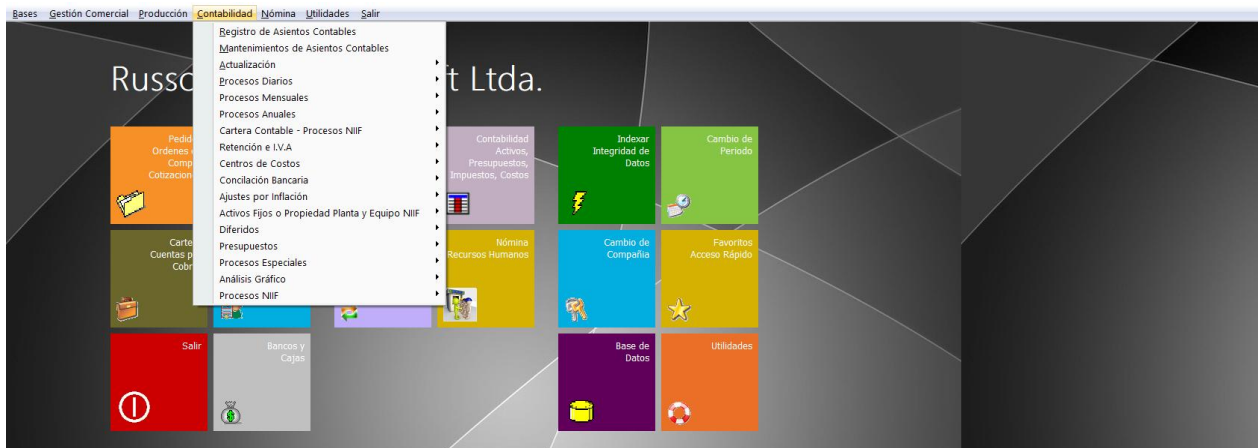 Bases Gestión Comercial Producción Contabilidad Nómina Utilidades Salir
Registro de Asientos Contables
Mantenimientos de Asientos Contables
Actualización
Procesos Diarios
Procesos Mensuales
Procesos Anuales
Cartera Contable - Procesos NIIF
Retención e I.V.A
Centros de Costos
Concilación Bancaria
Ajustes por Inflación
Activos Fijos o Propiedad Planta y Equipo NIIF
Diferidos
Presupuestos
Procesos Especiales
Análisis Gráfico
Procesos NIIF
Russo
ft Ltda.
Pedid
Ordenes
Comp
Cotizacion
Contabilidad
Activos,
Presupuestos,
Impuestos, Costos
Indexar
Integridad de
Datos
Cambio de
Periodo
Carte
Cuentas p
Cobr
Nómina
Recursos Humanos
Cambio de
Compañia
Favoritos
Acceso Rápido
Salir
Bancos y
Cajas
Base de
Datos
Utilidades